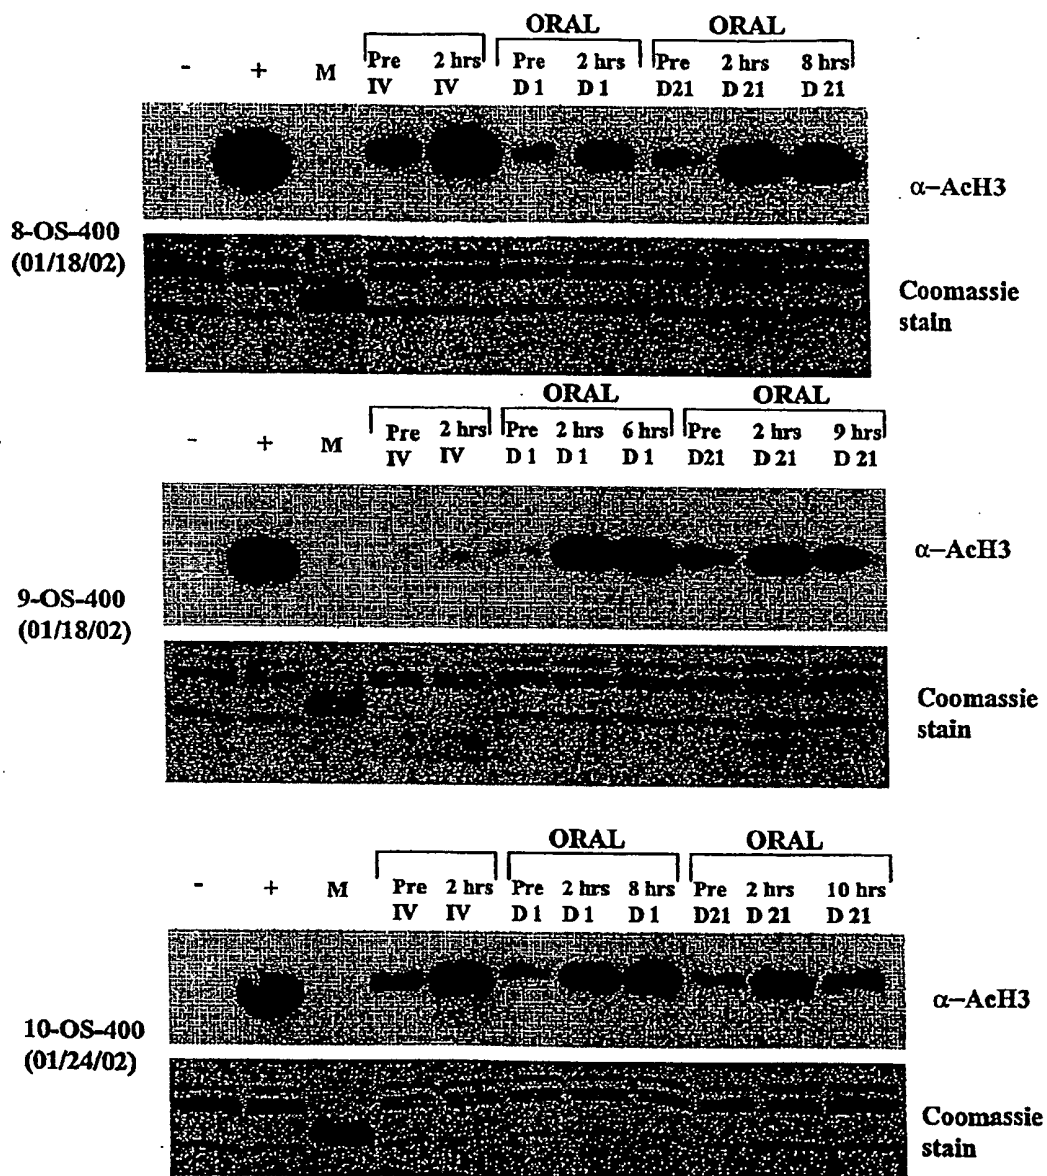 ORAL ORAL
- + M Pre 2 hrs Pre 2 hrs Pre 2 hrs 8 hrs
IV IV D 1 D 1 D21 D 21 D 21
α–AcH3
8-OS-400
(01/18/02)
Coomassie
stain
ORAL ORAL
- + M Pre 2 hrs Pre 2 hrs 6 hrs Pre 2 hrs 9 hrs
IV IV D 1 D 1 D 1 D21 D 21 D 21
α–AcH3
9-OS-400
(01/18/02)
Coomassie
stain
ORAL ORAL
- + M Pre 2 hrs Pre 2 hrs 8 hrs Pre 2 hrs 10 hrs
IV IV D 1 D 1 D 1 D21 D 21 D 21
α–AcH3
10-OS-400
(01/24/02)
Coomassie
stain